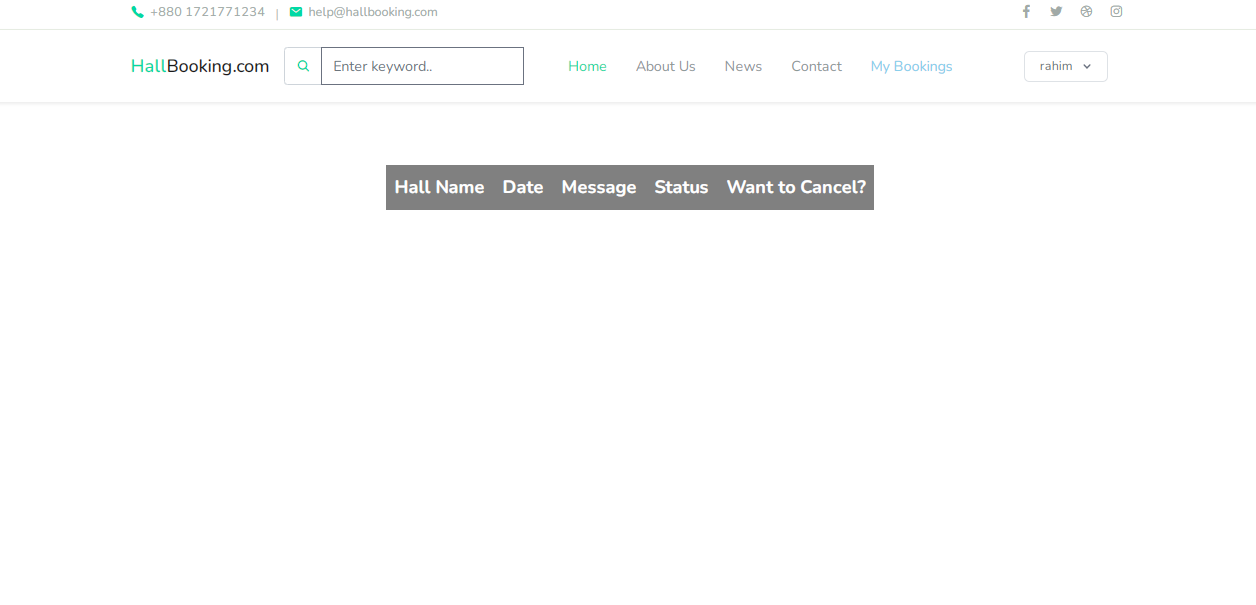 +880 1721771234 | help@hallbooking.com
HallBooking.com Enter keyword.. Home About Us News Contact My Bookings rahim
Hall Name Date Message Status Want to Cancel?